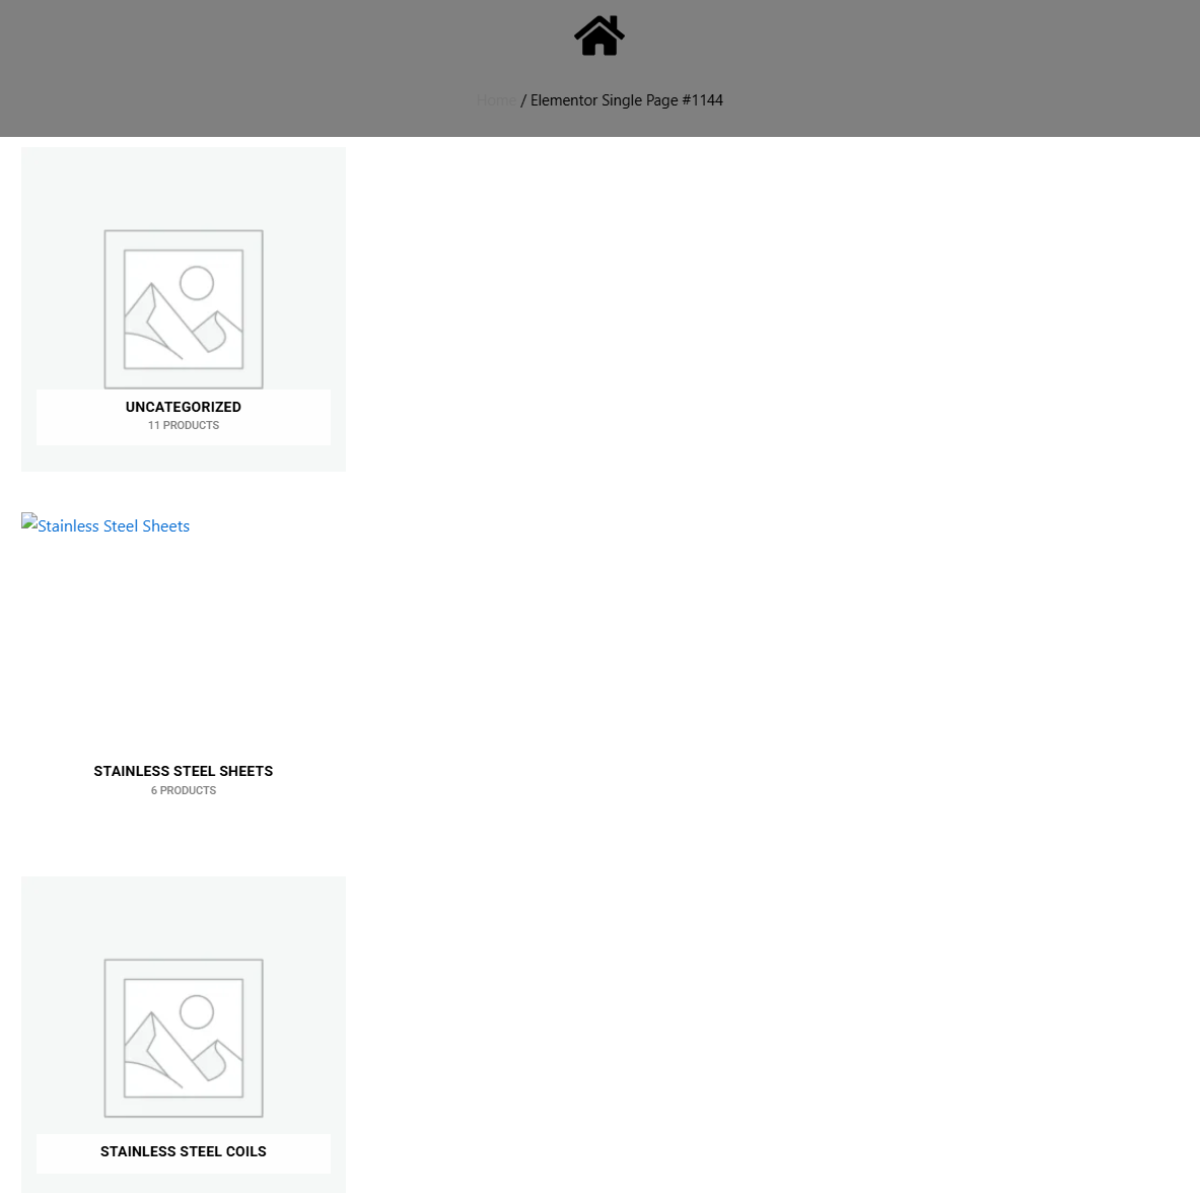 Home / Elementor Single Page #1144
UNCATEGORIZED
11 PRODUCTS
Stainless Steel Sheets
STAINLESS STEEL SHEETS
6 PRODUCTS
STAINLESS STEEL COILS